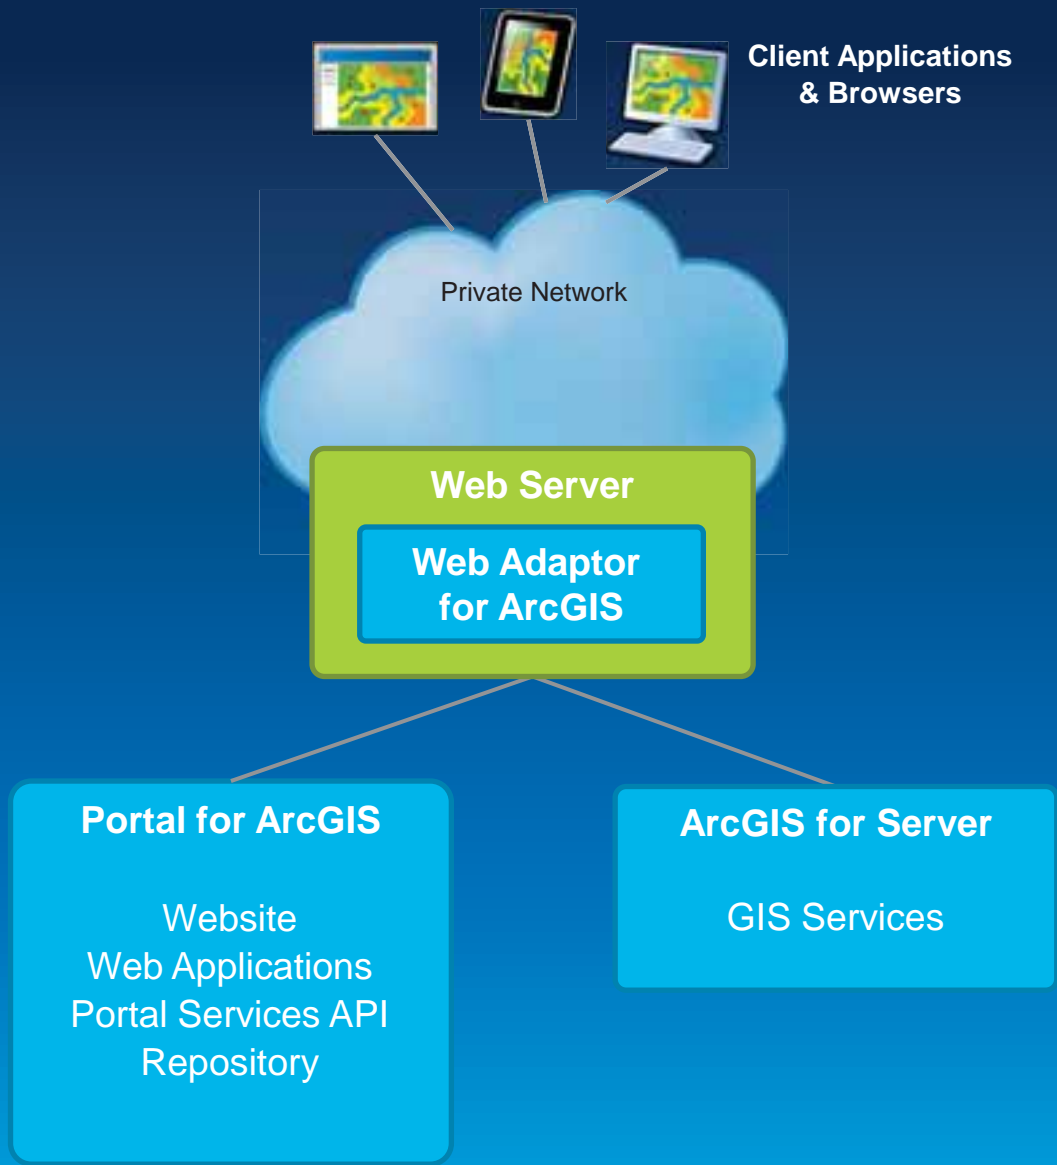 Client Applications
& Browsers
Private Network
Web Server
Web Adaptor
for ArcGIS
Portal for ArcGIS
Website
Web Applications
Portal Services API
Repository
ArcGIS for Server
GIS Services